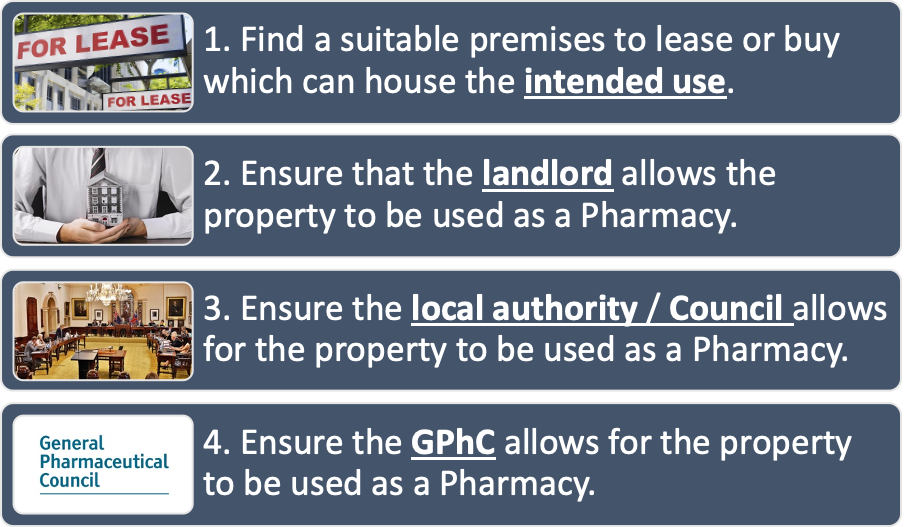 FOR LEASE
FOR LEASE
1. Find a suitable premises to lease or buy
which can house the intended use.
2. Ensure that the landlord allows the
property to be used as a Pharmacy.
3. Ensure the local authority / Council allows
for the property to be used as a Pharmacy.
General
Pharmaceutical
Council
4. Ensure the GPhC allows for the property
to be used as a Pharmacy.